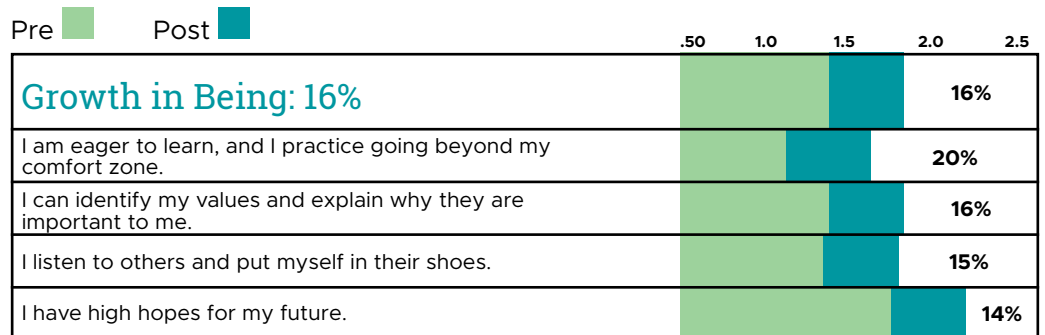 Pre Post
.50 1.0 1.5 2.0 2.5
Growth in Being: 16%
16%
I am eager to learn, and I practice going beyond my
comfort zone.
20%
I can identify my values and explain why they are
important to me.
16%
I listen to others and put myself in their shoes.
15%
I have high hopes for my future.
14%